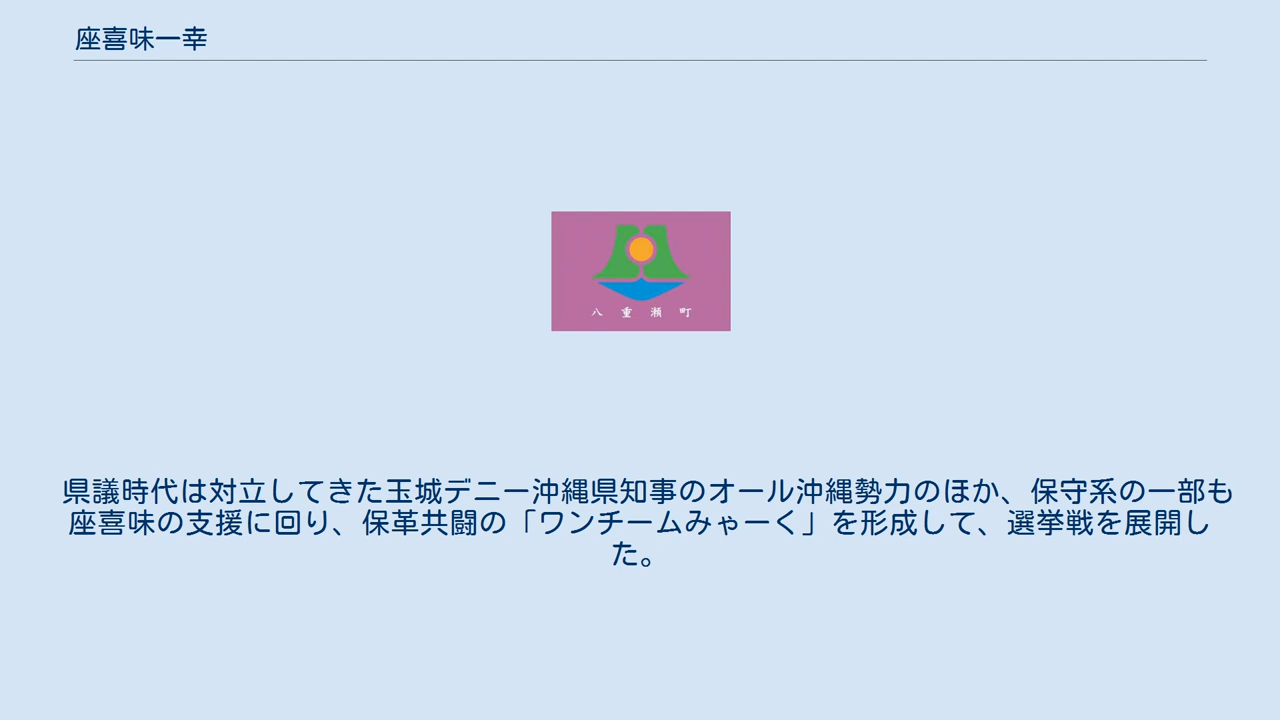 座喜味一幸
八重瀬町
県議時代は対立してきた玉城デニー沖縄県知事のオール沖縄勢力のほか、保守系の一部も
座喜味の支援に回り、保革共闘の「ワンチームみゃーく」を形成して、選挙戦を展開し
た。